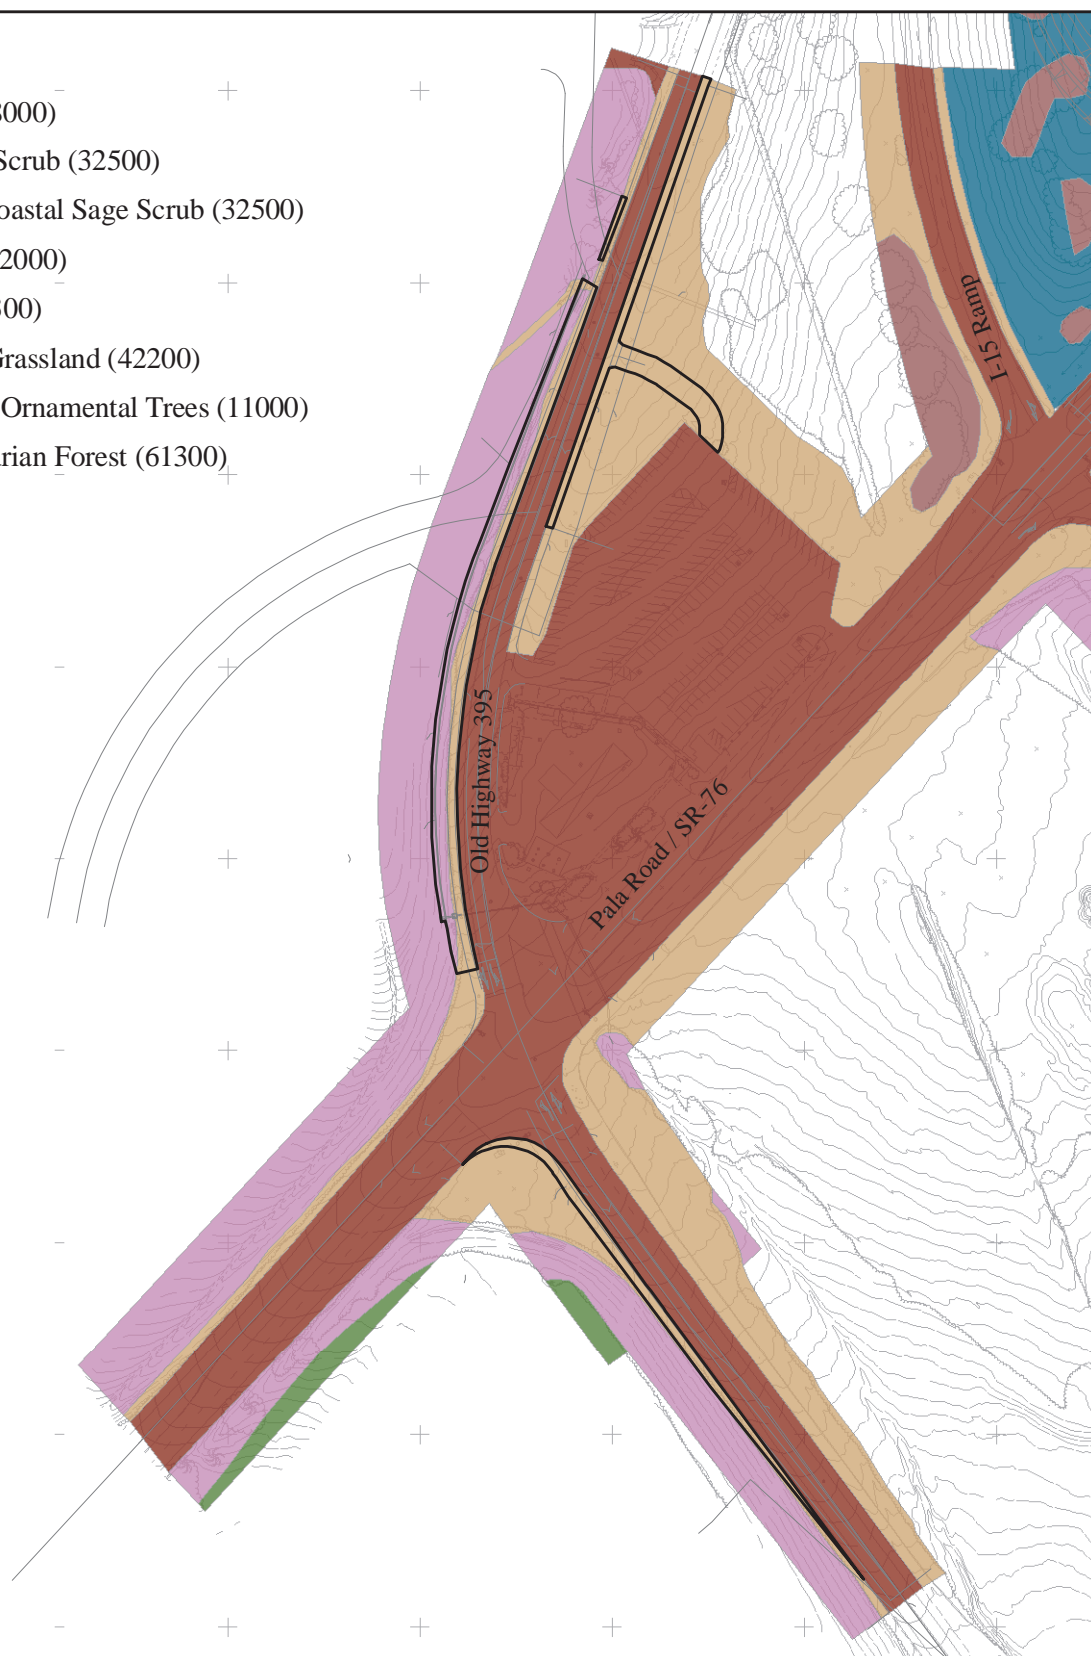 000)
Scrub (32500)
oastal Sage Scrub (32500)
2000)
00)
Grassland (42200)
Ornamental Trees (11000)
rian Forest (61300)
I-15 Ramp
Old Highway 395
Pala Road / SR-76